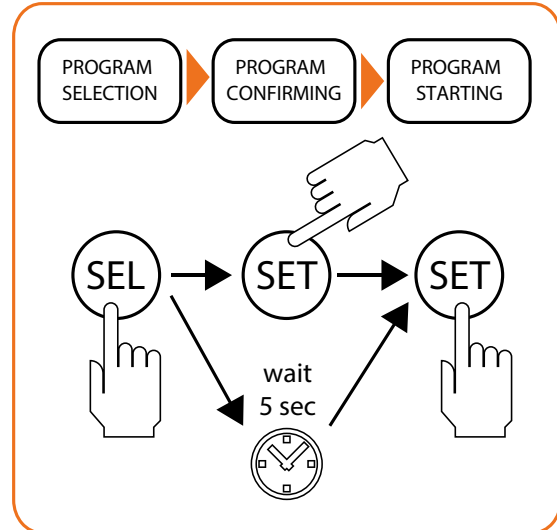 PROGRAM
SELECTION
PROGRAM
CONFIRMING
PROGRAM
STARTING
SEL
SET
SET
wait
5 sec